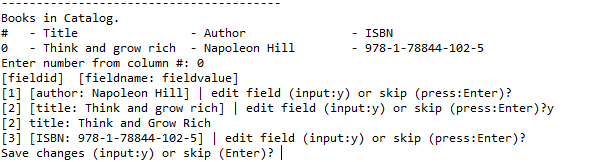 ----------------------------------------
Books in Catalog.
#   - Title                 - Author                - ISBN
0   - Think and grow rich  - Napoleon Hill         - 978-1-78844-102-5
Enter number from column #: 0
[fieldid]  [fieldname: fieldvalue]
[1] [author: Napoleon Hill] | edit field (input:y) or skip (press:Enter)?
[2] [title: Think and grow rich] | edit field (input:y) or skip (press:Enter)?y
[2] title: Think and Grow Rich
[3] [ISBN: 978-1-78844-102-5] | edit field (input:y) or skip (press:Enter)?
Save changes (input:y) or skip (Enter)?